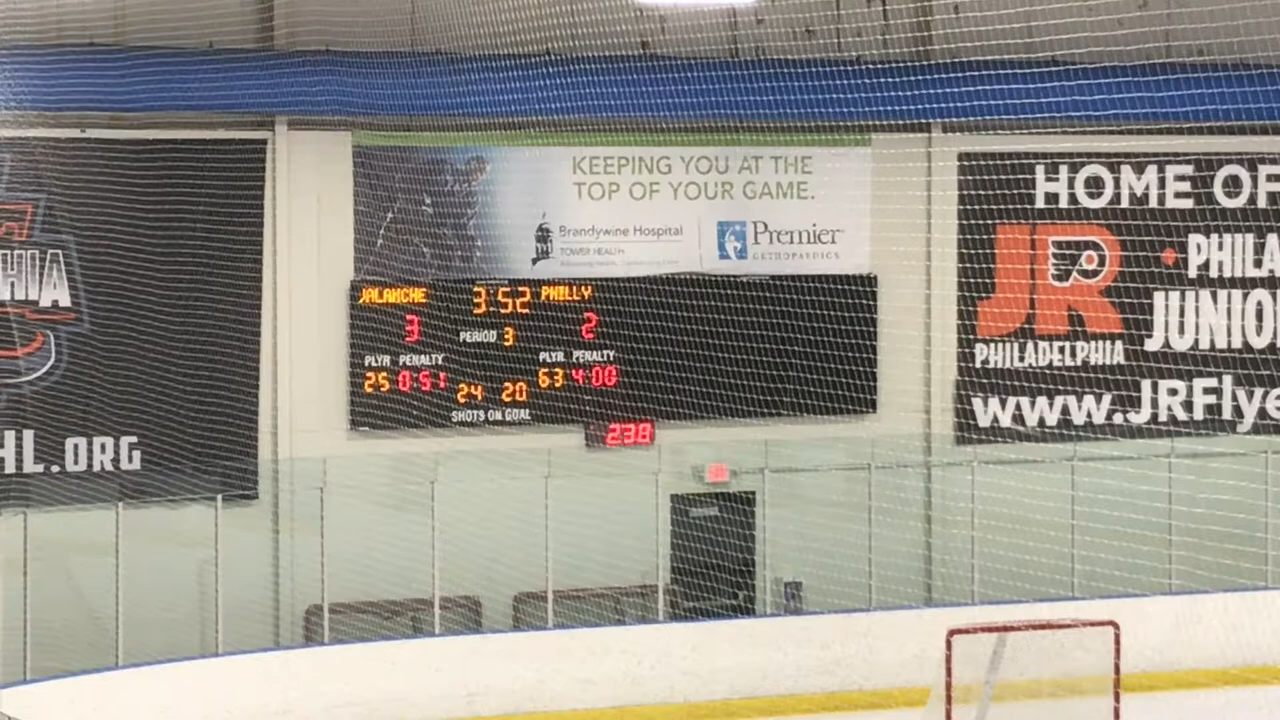 KEEPING YOU AT THE
TOP OF YOUR GAME.
Brandywine Hospital
TOWER HEALTH
Premier
ORTHOPAEDICS
HIA
HL.ORG
AVALANCHE 3:52 PHILLY
3 PERIOD 3 2
PLYR PENALTY PLYR PENALTY
25 0:51 24 20 63 4:00
SHOTS ON GOAL
238
HOME OF
JR
PHILADELPHIA
PHILA
JUNIO
www.JRFlye